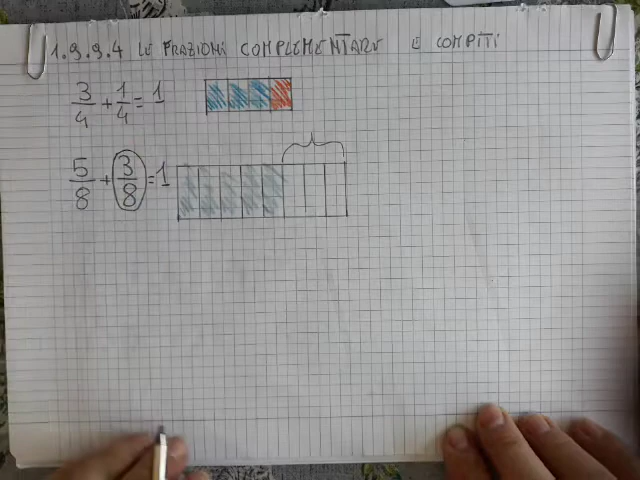 1.9.9.4 LE FRAZIONI COMPLEMENTARI E COMPITI
3/4 + 1/4 = 1
5/8 + 3/8 = 1